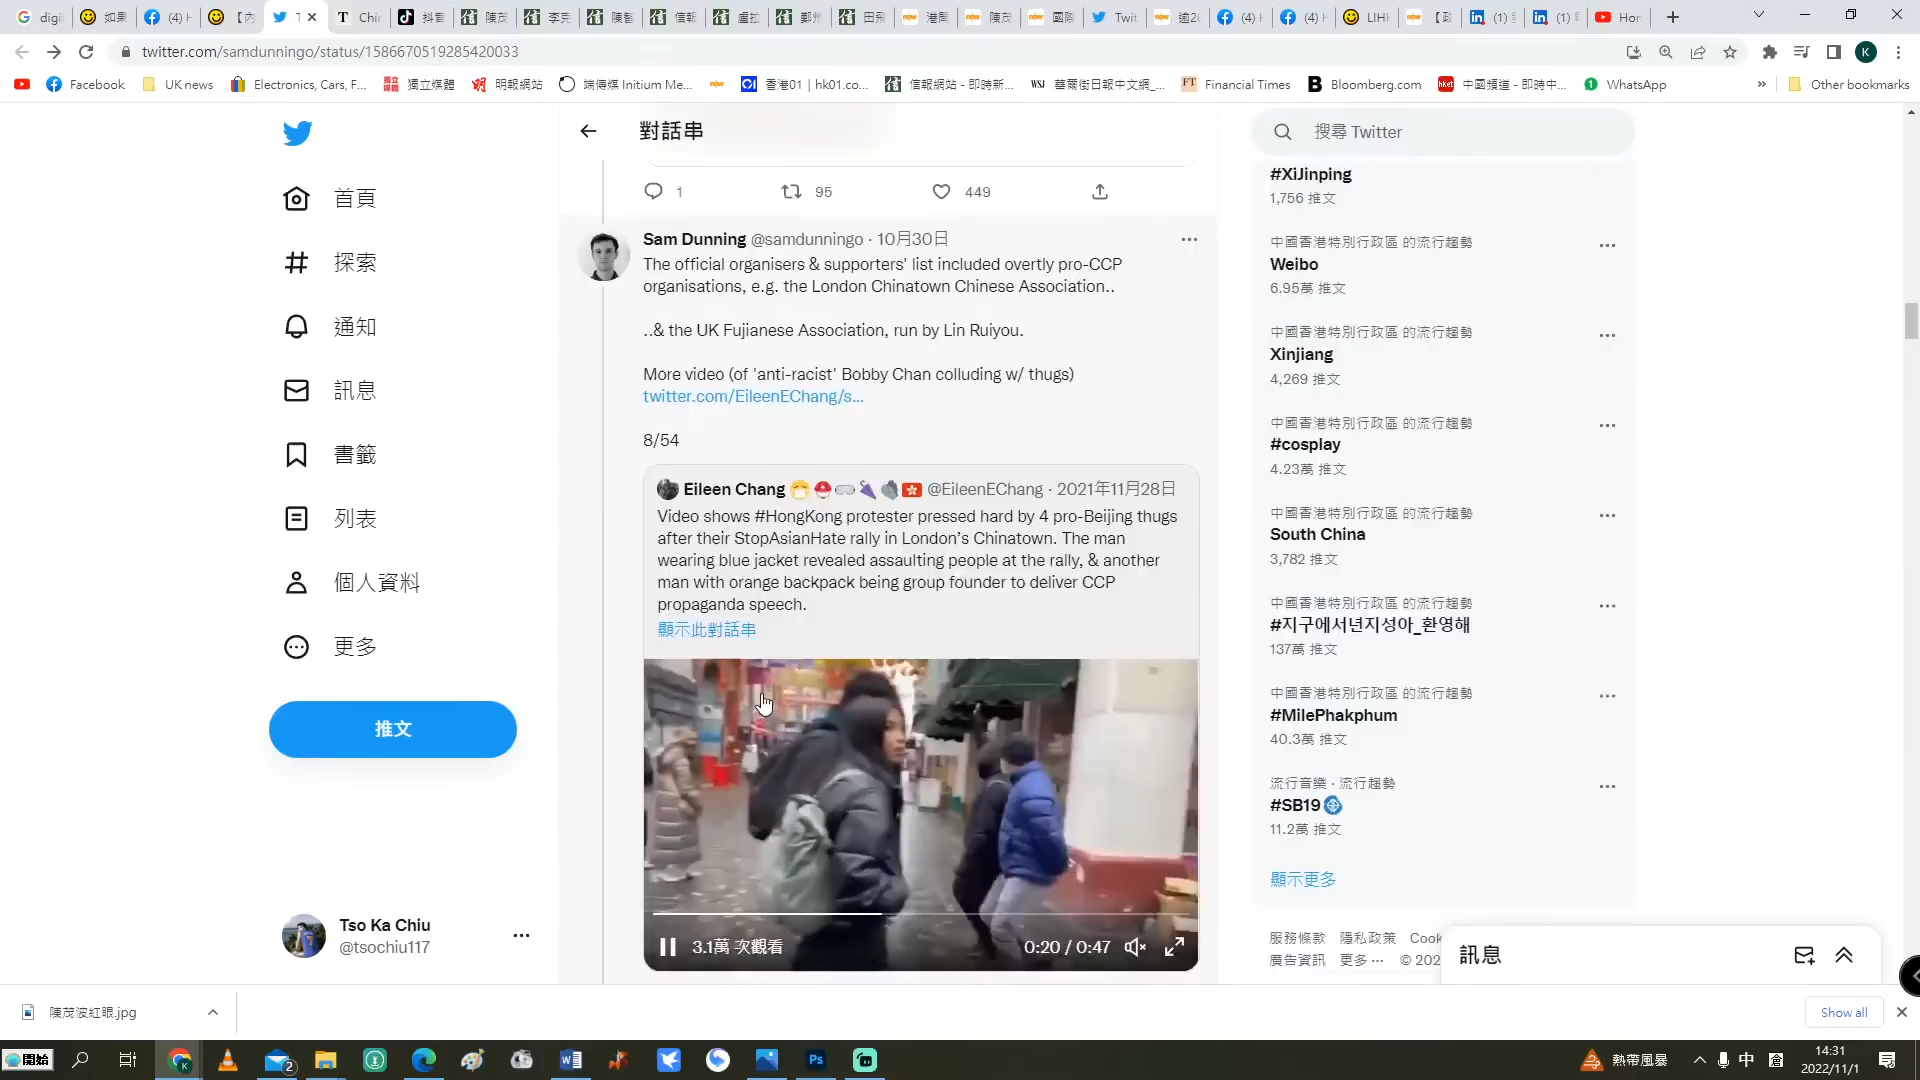 digi
如果
(4) H
【內
T
Chin
抖音
陳茂
李克
陳智
信報
盧拉
鄭州
田飛
港聞
陳茂
國際
Twit
逾20
(4) H
(4) H
LIHI
【政
(1)
(1)
Hon
twitter.com/samdunningo/status/1586670519285420033
K
Facebook
UK news
Electronics, Cars, F...
獨立媒體
明報網站
端傳媒 Initium Me...
now
香港01 | hk01.co...
信報網站 - 即時新...
WSJ 華爾街日報中文網_...
FT Financial Times
Bloomberg.com
hket 中國頻道 - 即時中...
WhatsApp
»
Other bookmarks
首頁
探索
通知
訊息
書籤
列表
個人資料
更多
推文
Tso Ka Chiu
@tsochiu117
對話串
1 95 449
Sam Dunning @samdunningo · 10月30日
The official organisers & supporters' list included overtly pro-CCP
organisations, e.g. the London Chinatown Chinese Association..
..& the UK Fujianese Association, run by Lin Ruiyou.
More video (of 'anti-racist' Bobby Chan colluding w/ thugs)
twitter.com/EileenEChang/s...
8/54
Eileen Chang 😷⛑🥽🌂🪨🇭🇰 @EileenEChang · 2021年11月28日
Video shows #HongKong protester pressed hard by 4 pro-Beijing thugs
after their StopAsianHate rally in London’s Chinatown. The man
wearing blue jacket revealed assaulting people at the rally, & another
man with orange backpack being group founder to deliver CCP
propaganda speech.
顯示此對話串
3.1萬 次觀看
0:20 / 0:47
搜尋 Twitter
#XiJinping
1,756 推文
中國香港特別行政區 的流行趨勢
Weibo
6.95萬 推文
中國香港特別行政區 的流行趨勢
Xinjiang
4,269 推文
中國香港特別行政區 的流行趨勢
#cosplay
4.23萬 推文
中國香港特別行政區 的流行趨勢
South China
3,782 推文
中國香港特別行政區 的流行趨勢
#지구에서년지성아_환영해
137萬 推文
中國香港特別行政區 的流行趨勢
#MilePhakphum
40.3萬 推文
流行音樂 · 流行趨勢
#SB19
11.2萬 推文
顯示更多
服務條款 隱私政策 Cook
廣告資訊 更多 ··· © 202
訊息
陳茂波紅眼.jpg
Show all
開始
2
Ps
熱帶風暴
中
倉
14:31
2022/11/1